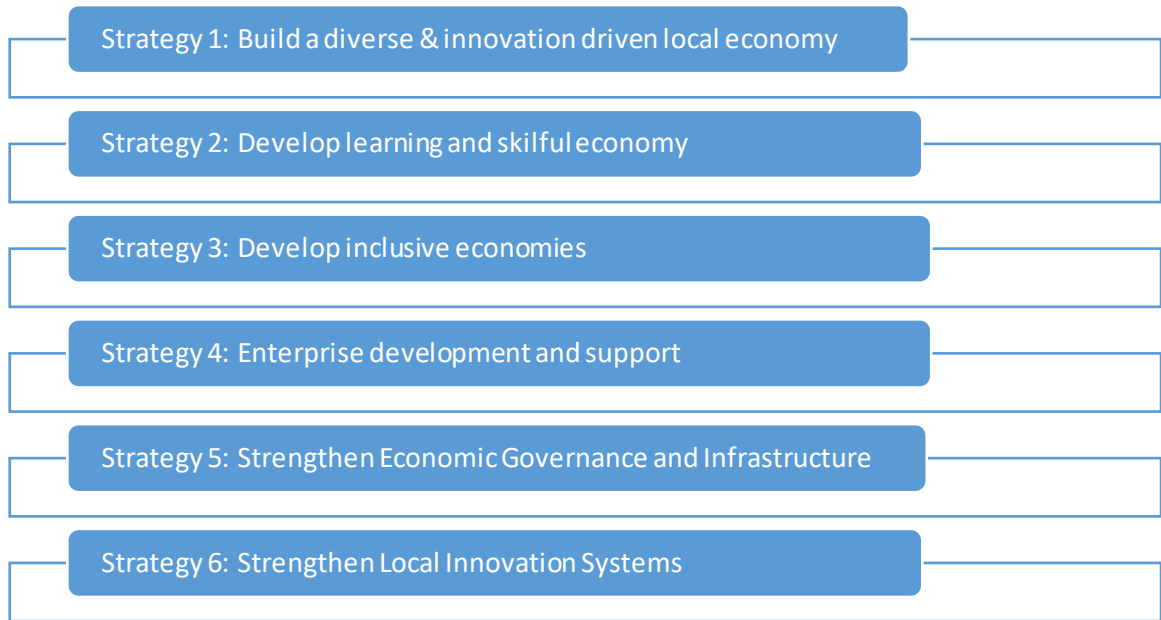 Strategy 1: Build a diverse & innovation driven local economy
Strategy 2: Develop learning and skilful economy
Strategy 3: Develop inclusive economies
Strategy 4: Enterprise development and support
Strategy 5: Strengthen Economic Governance and Infrastructure
Strategy 6: Strengthen Local Innovation Systems